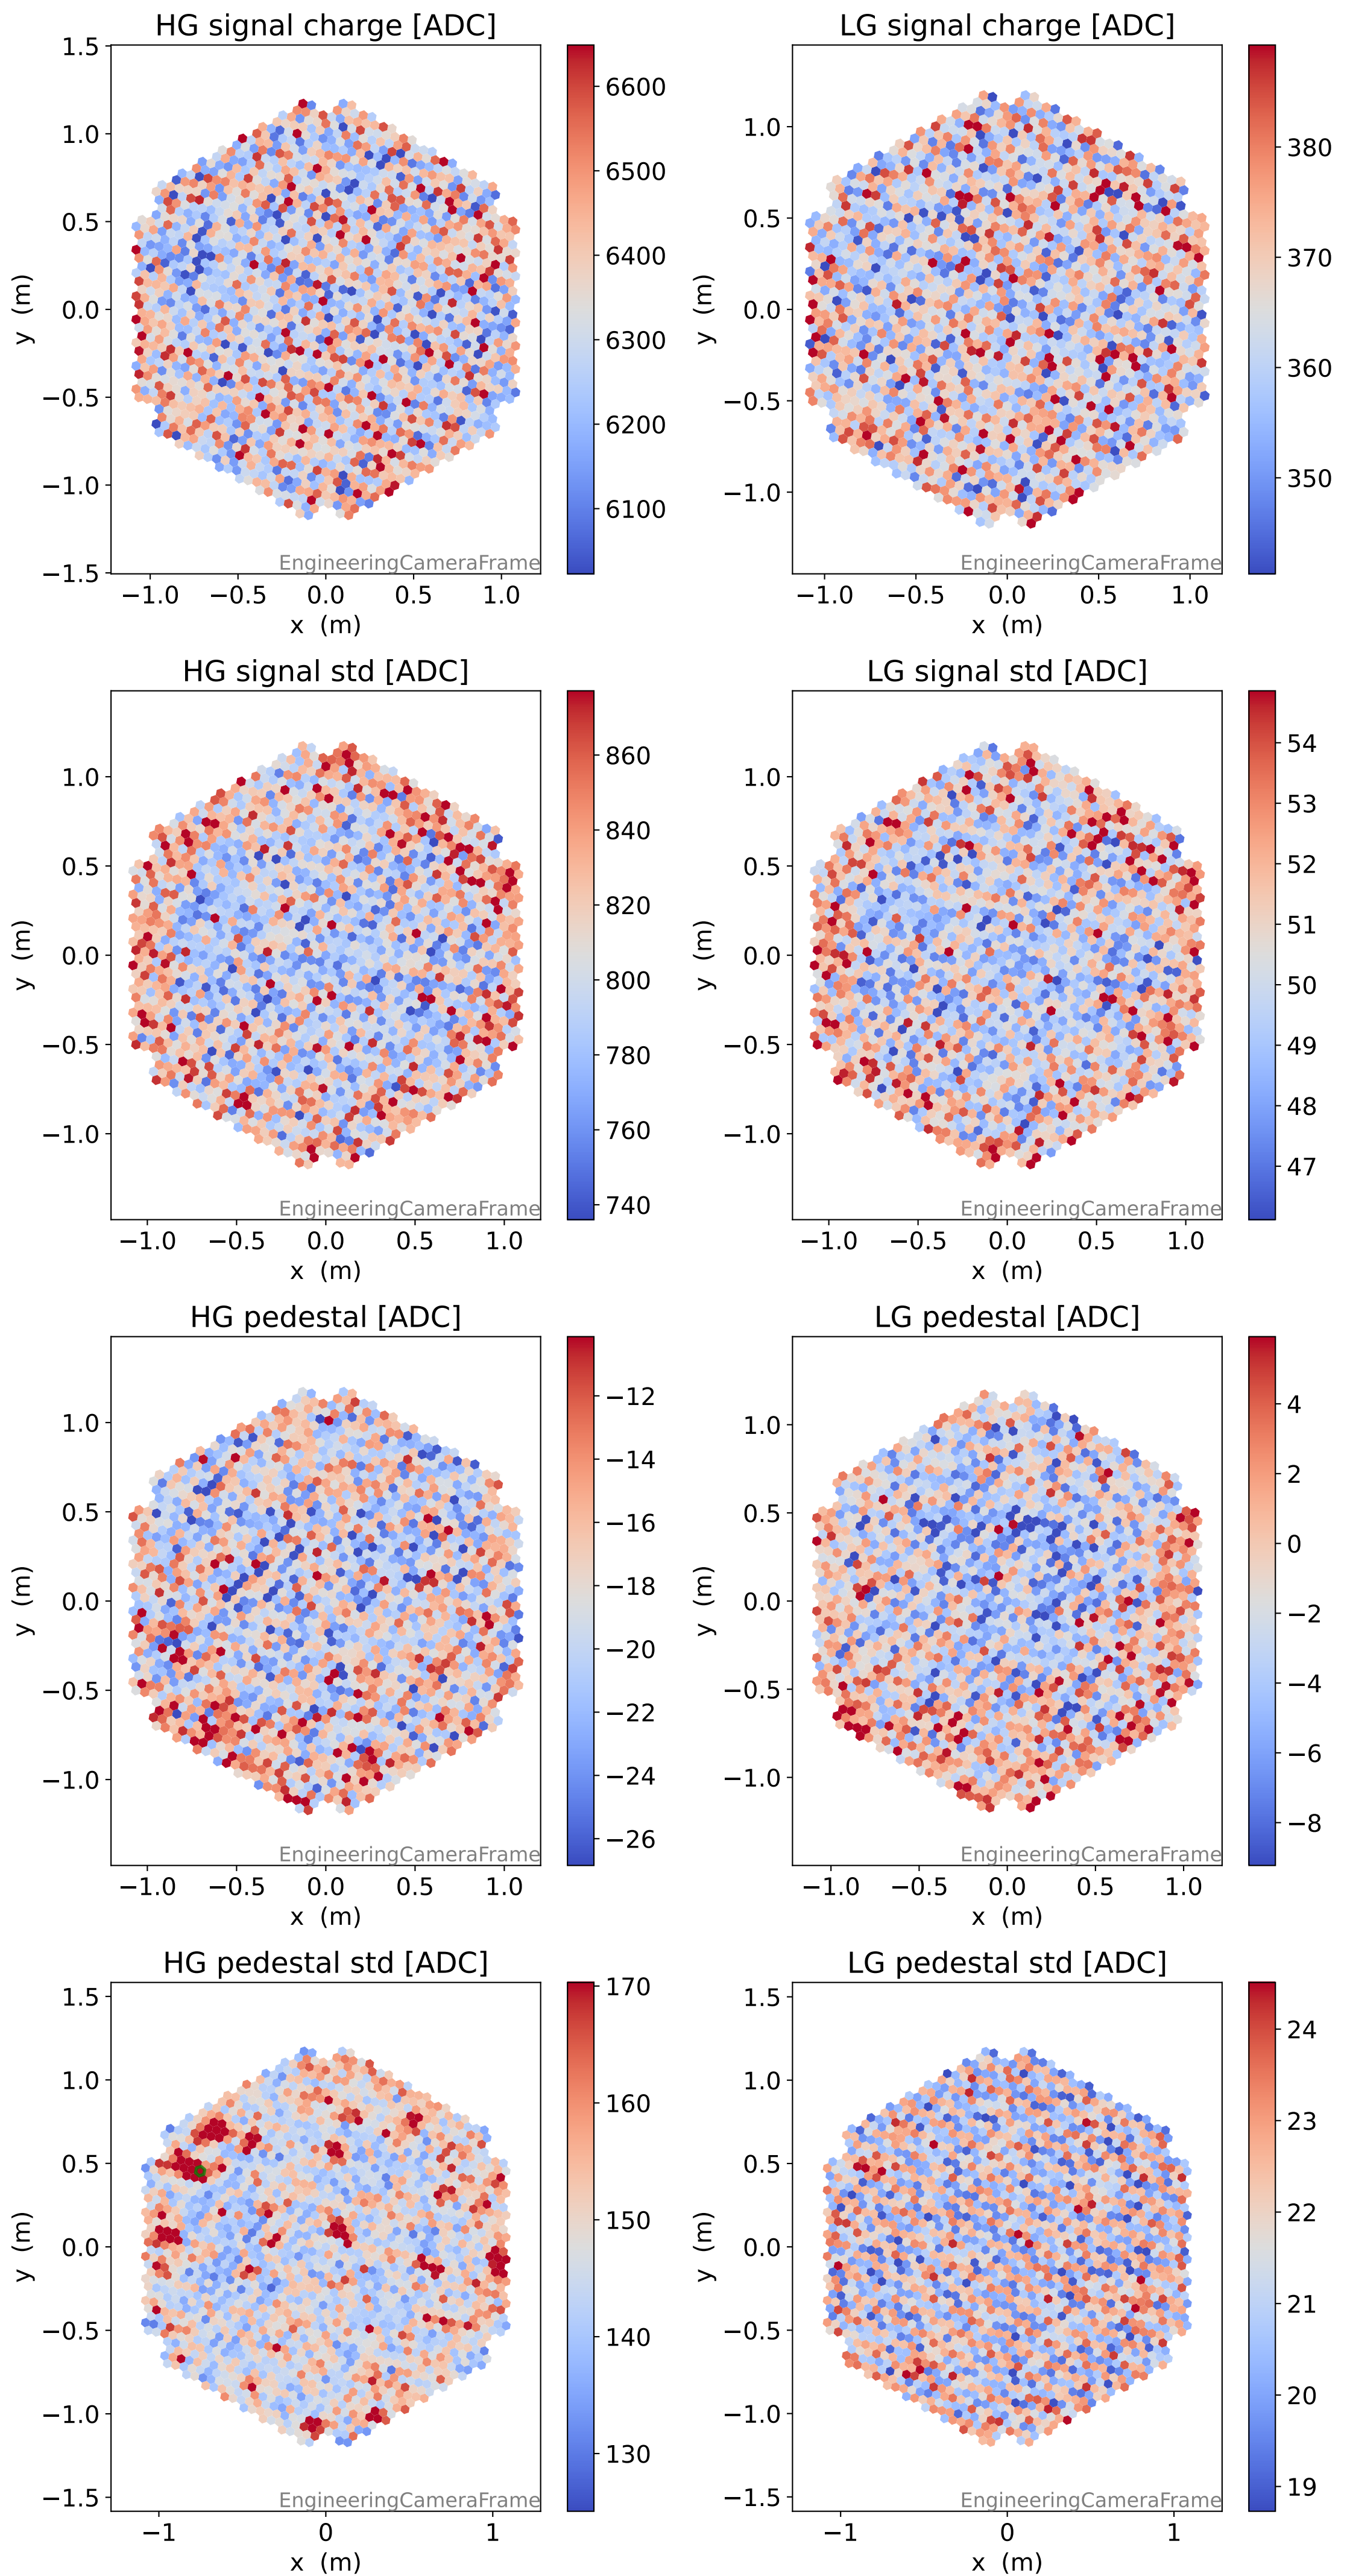 HG signal charge [ADC]
1.5
1.0
0.5
0.0
−0.5
−1.0
−1.5
y (m)
−1.0 −0.5 0.0 0.5 1.0
x (m)
EngineeringCameraFrame
6600
6500
6400
6300
6200
6100
LG signal charge [ADC]
1.0
0.5
0.0
−0.5
−1.0
y (m)
−1.0 −0.5 0.0 0.5 1.0
x (m)
EngineeringCameraFrame
380
370
360
350
HG signal std [ADC]
1.0
0.5
0.0
−0.5
−1.0
y (m)
−1.0 −0.5 0.0 0.5 1.0
x (m)
EngineeringCameraFrame
860
840
820
800
780
760
740
LG signal std [ADC]
1.0
0.5
0.0
−0.5
−1.0
y (m)
−1.0 −0.5 0.0 0.5 1.0
x (m)
EngineeringCameraFrame
54
53
52
51
50
49
48
47
HG pedestal [ADC]
1.0
0.5
0.0
−0.5
−1.0
y (m)
−1.0 −0.5 0.0 0.5 1.0
x (m)
EngineeringCameraFrame
−12
−14
−16
−18
−20
−22
−24
−26
LG pedestal [ADC]
1.0
0.5
0.0
−0.5
−1.0
y (m)
−1.0 −0.5 0.0 0.5 1.0
x (m)
EngineeringCameraFrame
4
2
0
−2
−4
−6
−8
HG pedestal std [ADC]
1.5
1.0
0.5
0.0
−0.5
−1.0
−1.5
y (m)
−1 0 1
x (m)
EngineeringCameraFrame
170
160
150
140
130
LG pedestal std [ADC]
1.5
1.0
0.5
0.0
−0.5
−1.0
−1.5
y (m)
−1 0 1
x (m)
EngineeringCameraFrame
24
23
22
21
20
19